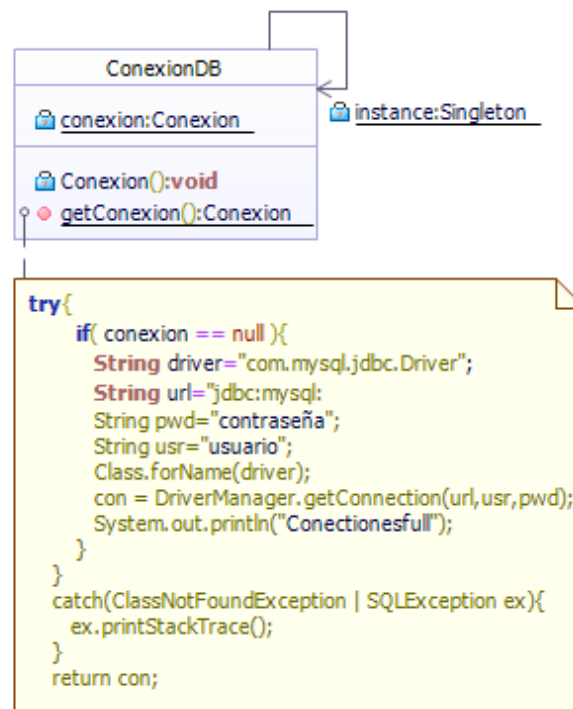 ConexionDB
conexion:Conexion
instance:Singleton
Conexion():void
getConexion():Conexion
try{
if( conexion == null ){
String driver="com.mysql.jdbc.Driver";
String url="jdbc:mysql:
String pwd="contraseña";
String usr="usuario";
Class.forName(driver);
con = DriverManager.getConnection(url,usr,pwd);
System.out.println("Conectionesfull");
}
}
catch(ClassNotFoundException | SQLException ex){
ex.printStackTrace();
}
return con;